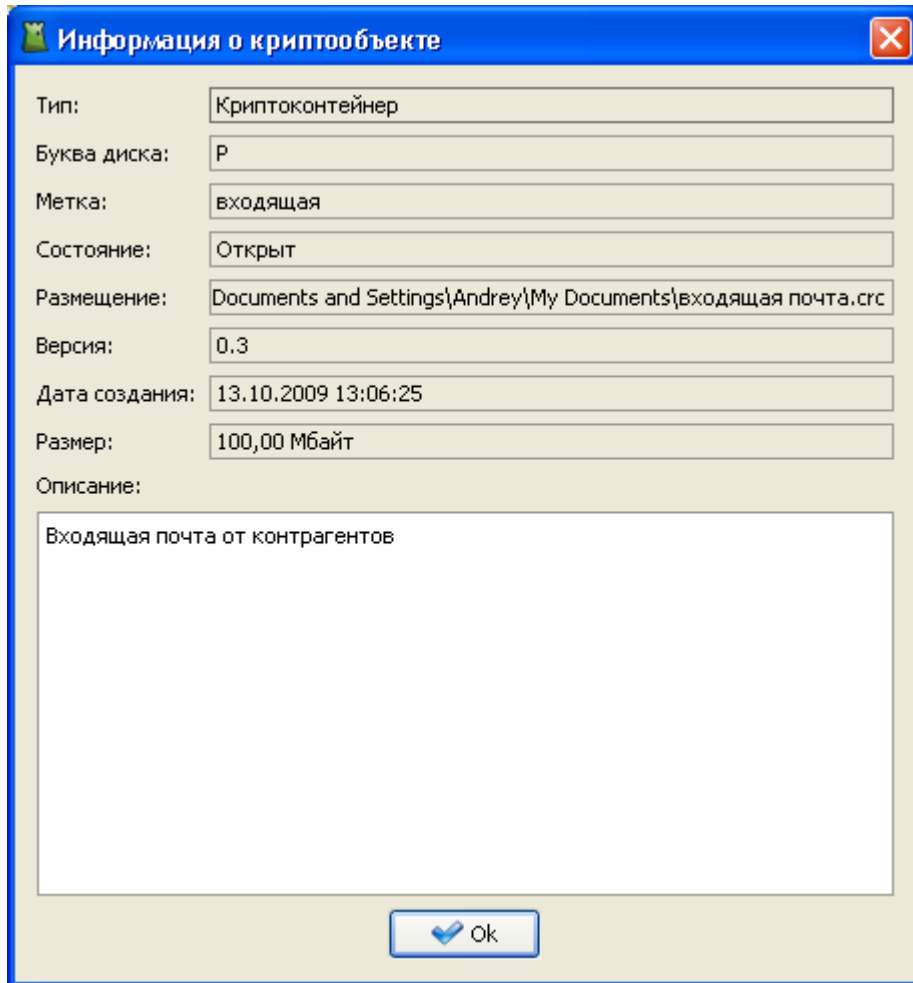 Информация о криптообъекте
Тип: Криптоконтейнер
Буква диска: P
Метка: входящая
Состояние: Открыт
Размещение: Documents and Settings\Andrey\My Documents\входящая почта.crc
Версия: 0.3
Дата создания: 13.10.2009 13:06:25
Размер: 100,00 Мбайт
Описание:
Входящая почта от контрагентов
Ok